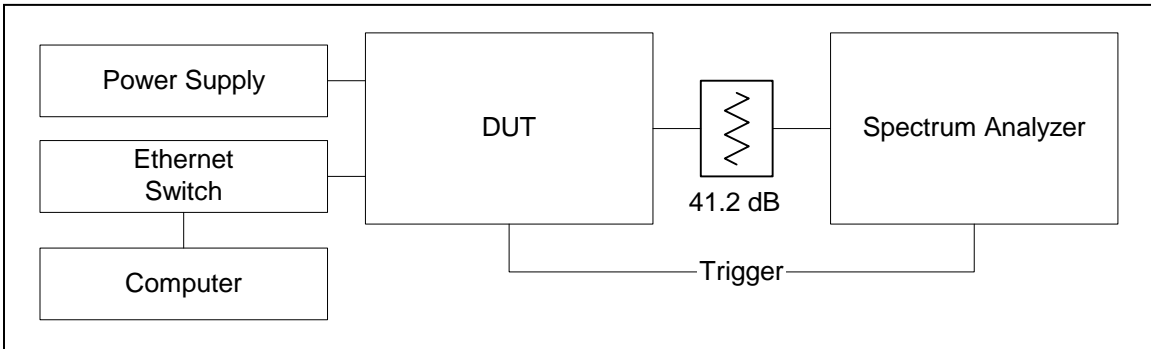 Power Supply
Ethernet
Switch
Computer
DUT
41.2 dB
Spectrum Analyzer
Trigger